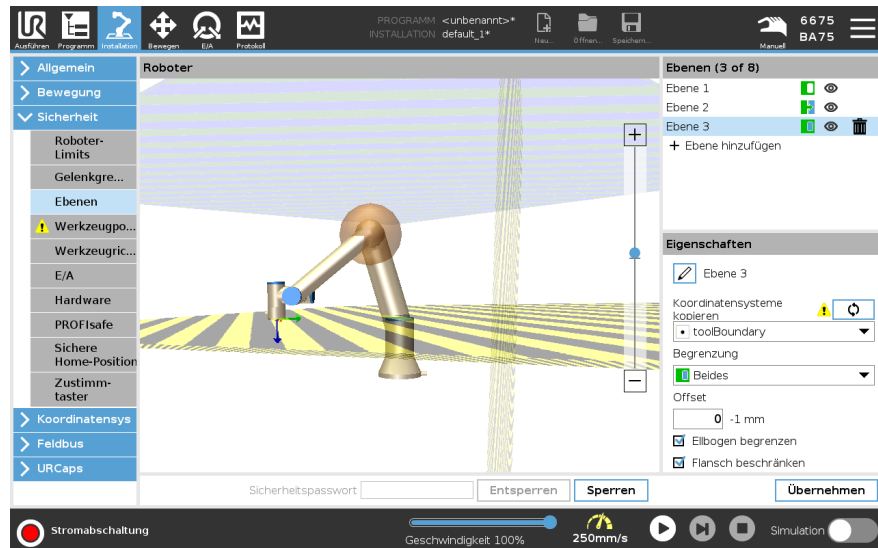 PROGRAMM <unbenannt>*
INSTALLATION default_1*
Ausführen Programm Installation Bewegen E/A Protokoll
Neu... Öffnen... Speichern...
Manuell
6675
BA75
Allgemein
Bewegung
Sicherheit
Roboter-
Limits
Gelenkgre...
Ebenen
Werkzeugpo...
Werkzeugric...
E/A
Hardware
PROFIsafe
Sichere
Home-Position
Zustimm-
taster
Koordinatensys
Feldbus
URCaps
Roboter
Ebenen (3 of 8)
Ebene 1
Ebene 2
Ebene 3
+ Ebene hinzufügen
Eigenschaften
Ebene 3
Koordinatensysteme
kopieren
toolBoundary
Begrenzung
Beides
Offset
0 -1 mm
Ellbogen begrenzen
Flansch beschränken
Sicherheitspasswort Entsperren Sperren Übernehmen
Stromabschaltung
Geschwindigkeit 100%
250mm/s
Simulation